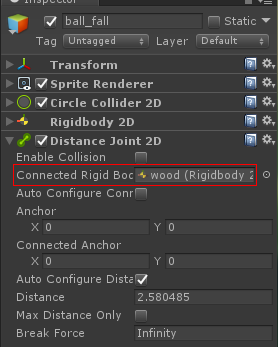 Inspector
ball_fall Static
Tag Untagged Layer Default
Transform
Sprite Renderer
Circle Collider 2D
Rigidbody 2D
Distance Joint 2D
Enable Collision
Connected Rigid Boc wood (Rigidbody 2
Auto Configure Conr
Anchor
X 0 Y 0
Connected Anchor
X 0 Y 0
Auto Configure Dista
Distance 2.580485
Max Distance Only
Break Force Infinity